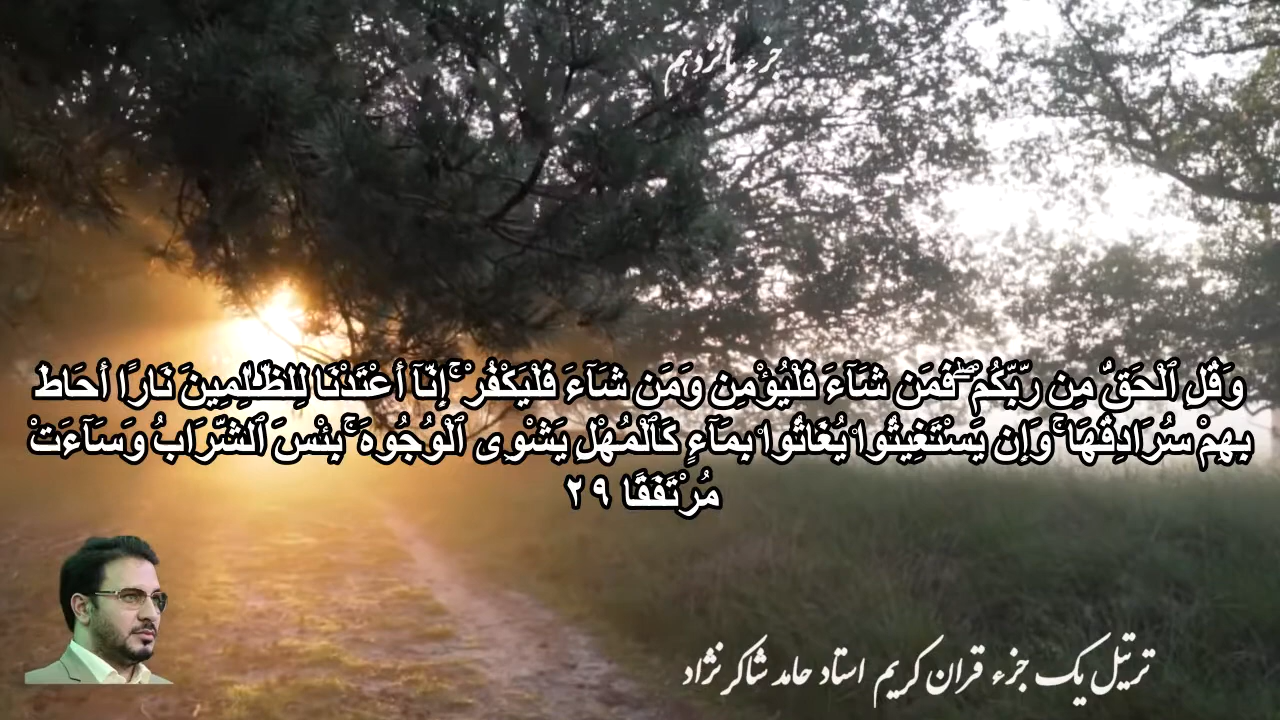 جزء پانزدهم
وَقُلِ ٱلْحَقُّ مِن رَّبِّكُمْ ۖ فَمَن شَآءَ فَلْيُؤْمِن وَمَن شَآءَ فَلْيَكْفُرْ ۚ إِنَّآ أَعْتَدْنَا لِلظَّٰلِمِينَ نَارًا أَحَاطَ
بِهِمْ سُرَادِقُهَا ۚ وَإِن يَسْتَغِيثُوا۟ يُغَاثُوا۟ بِمَآءٍ كَٱلْمُهْلِ يَشْوِى ٱلْوُجُوهَ ۚ بِئْسَ ٱلشَّرَابُ وَسَآءَتْ
مُرْتَفَقًا ٢٩
ترتیل یک جزء قران کریم استاد حامد شاکرنژاد